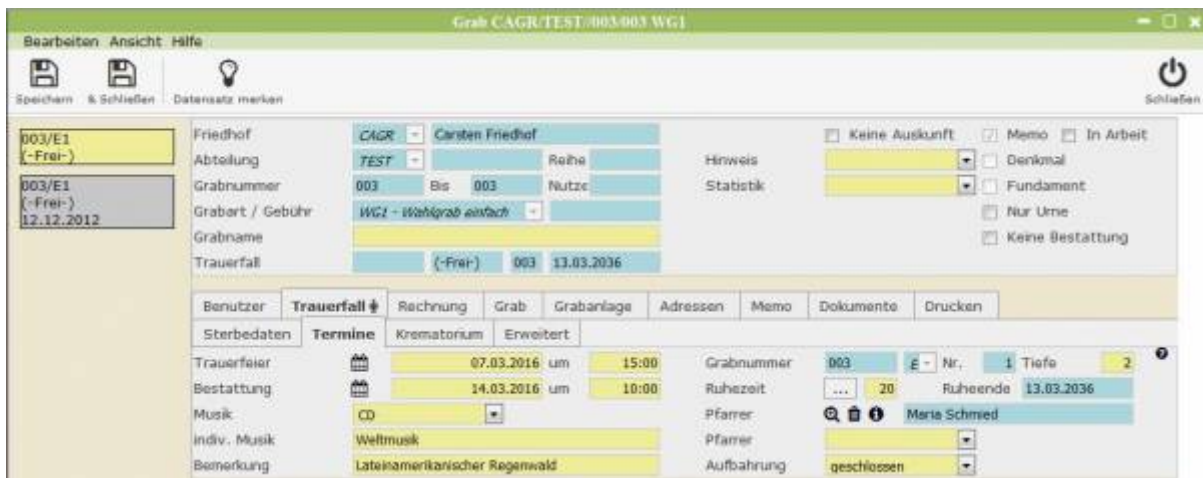 Grab CAGR/TEST//003/003 WG1
Bearbeiten Ansicht Hilfe
Speichern & Schließen Datensatz merken Schließen
003/E1
(-Frei-)
003/E1
(-Frei-)
12.12.2012
Friedhof CAGR Carsten Friedhof Keine Auskunft Memo In Arbeit
Abteilung TEST Reihe Hinweis Denkmal
Grabnummer 003 Bis 003 Nutze Statistik Fundament
Grabart / Gebühr WG1 - Wahlgrab einfach Nur Urne
Grabname Keine Bestattung
Trauerfall (-Frei-) 003 13.03.2036
Benutzer Trauerfall Rechnung Grab Grabanlage Adressen Memo Dokumente Drucken
Sterbedaten Termine Krematorium Erweitert
Trauerfeier 07.03.2016 um 15:00 Grabnummer 003 E Nr. 1 Tiefe 2
Bestattung 14.03.2016 um 10:00 Ruhezeit ... 20 Ruheende 13.03.2036
Musik CD Pfarrer Maria Schmied
indiv. Musik Weltmusik Pfarrer
Bemerkung Lateinamerikanischer Regenwald Aufbahrung geschlossen